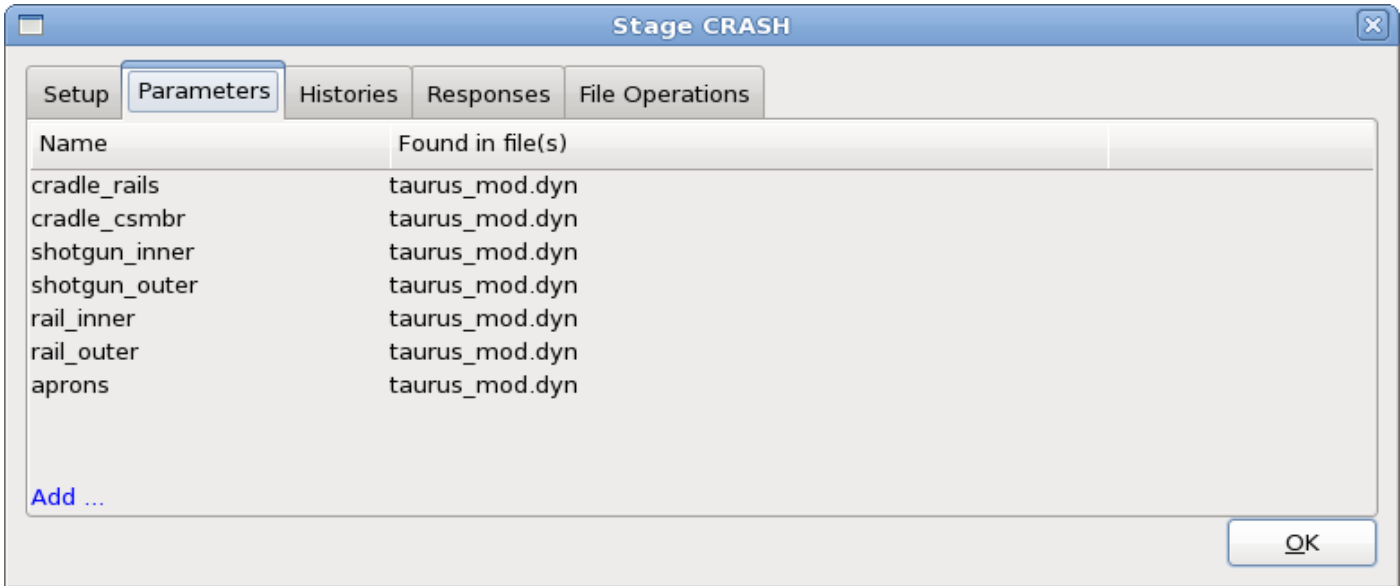 Stage CRASH
Setup Parameters Histories Responses File Operations
Name Found in file(s)
cradle_rails taurus_mod.dyn
cradle_csmbr taurus_mod.dyn
shotgun_inner taurus_mod.dyn
shotgun_outer taurus_mod.dyn
rail_inner taurus_mod.dyn
rail_outer taurus_mod.dyn
aprons taurus_mod.dyn
Add ...
OK